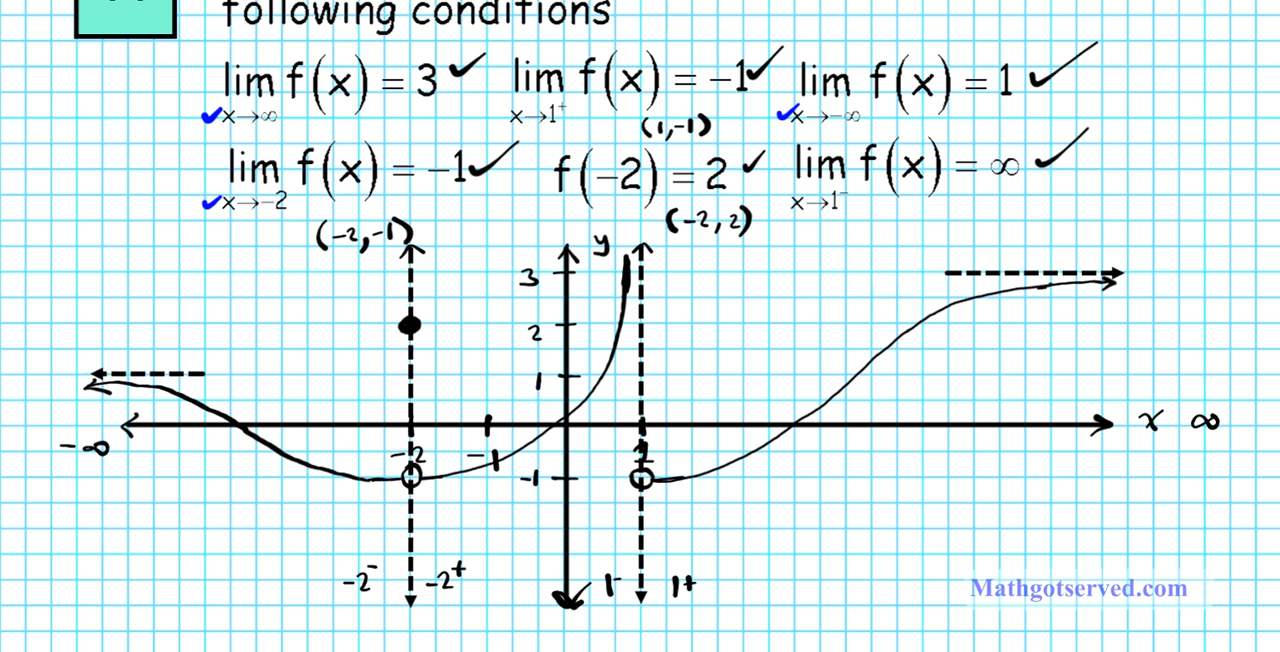 following conditions
lim f(x) = 3 ✓ lim f(x) = -1 ✓ lim f(x) = 1 ✓
✓ x→∞ x→1⁺ ✓ x→-∞
(1,-1)
lim f(x) = -1 ✓ f(-2) = 2 ✓ lim f(x) = ∞ ✓
✓ x→-2 x→1⁻
(-2,-1) (-2,2)
y
3
2
1
x ∞
-∞
-2 -1 1
-1
-2⁻ -2⁺ 1⁻ 1+
Mathgotserved.com